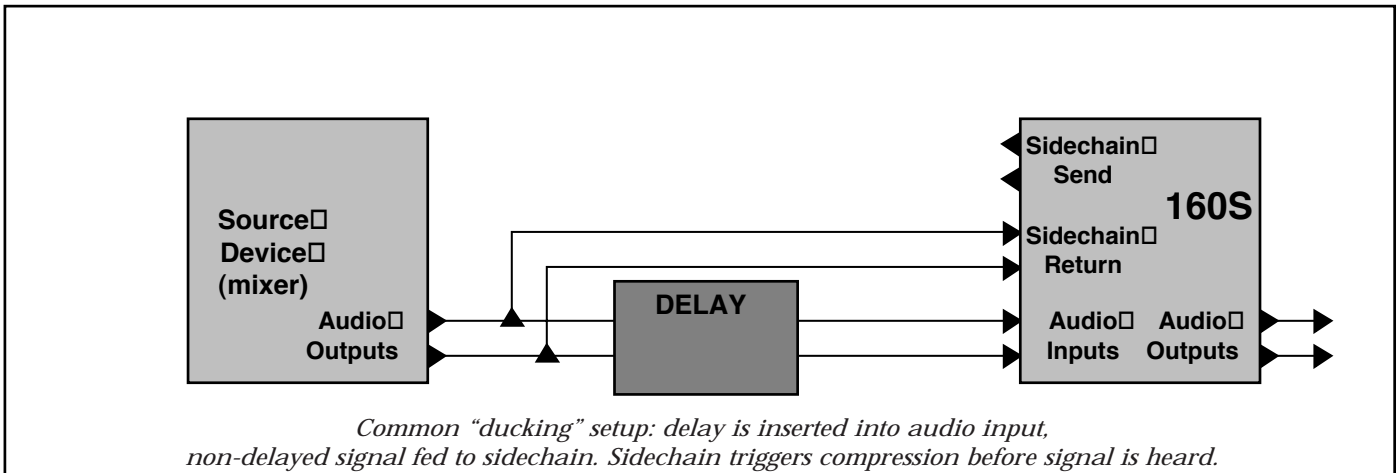 Sidechain
Send
160S
Source
Device
(mixer)
Sidechain
Return
DELAY
Audio
Outputs
Audio
Inputs
Audio
Outputs
Common “ducking” setup: delay is inserted into audio input,
non-delayed signal fed to sidechain. Sidechain triggers compression before signal is heard.